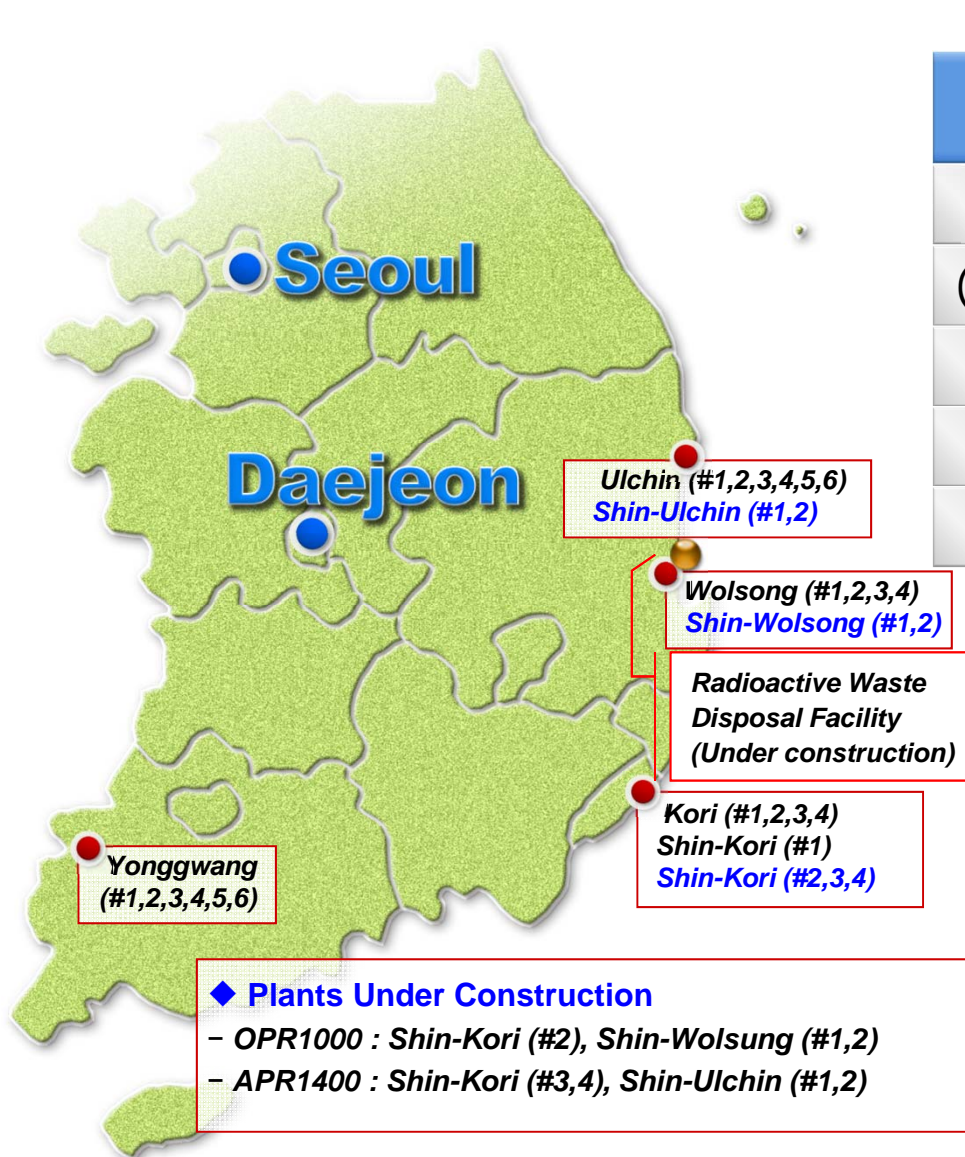 Seoul
Daejeon
Ulchin (#1,2,3,4,5,6)
Shin-Ulchin (#1,2)
Wolsong (#1,2,3,4)
Shin-Wolsong (#1,2)
Radioactive Waste
Disposal Facility
(Under construction)
Kori (#1,2,3,4)
Shin-Kori (#1)
Shin-Kori (#2,3,4)
Yonggwang
(#1,2,3,4,5,6)
◆ Plants Under Construction
– OPR1000 : Shin-Kori (#2), Shin-Wolsung (#1,2)
– APR1400 : Shin-Kori (#3,4), Shin-Ulchin (#1,2)
(